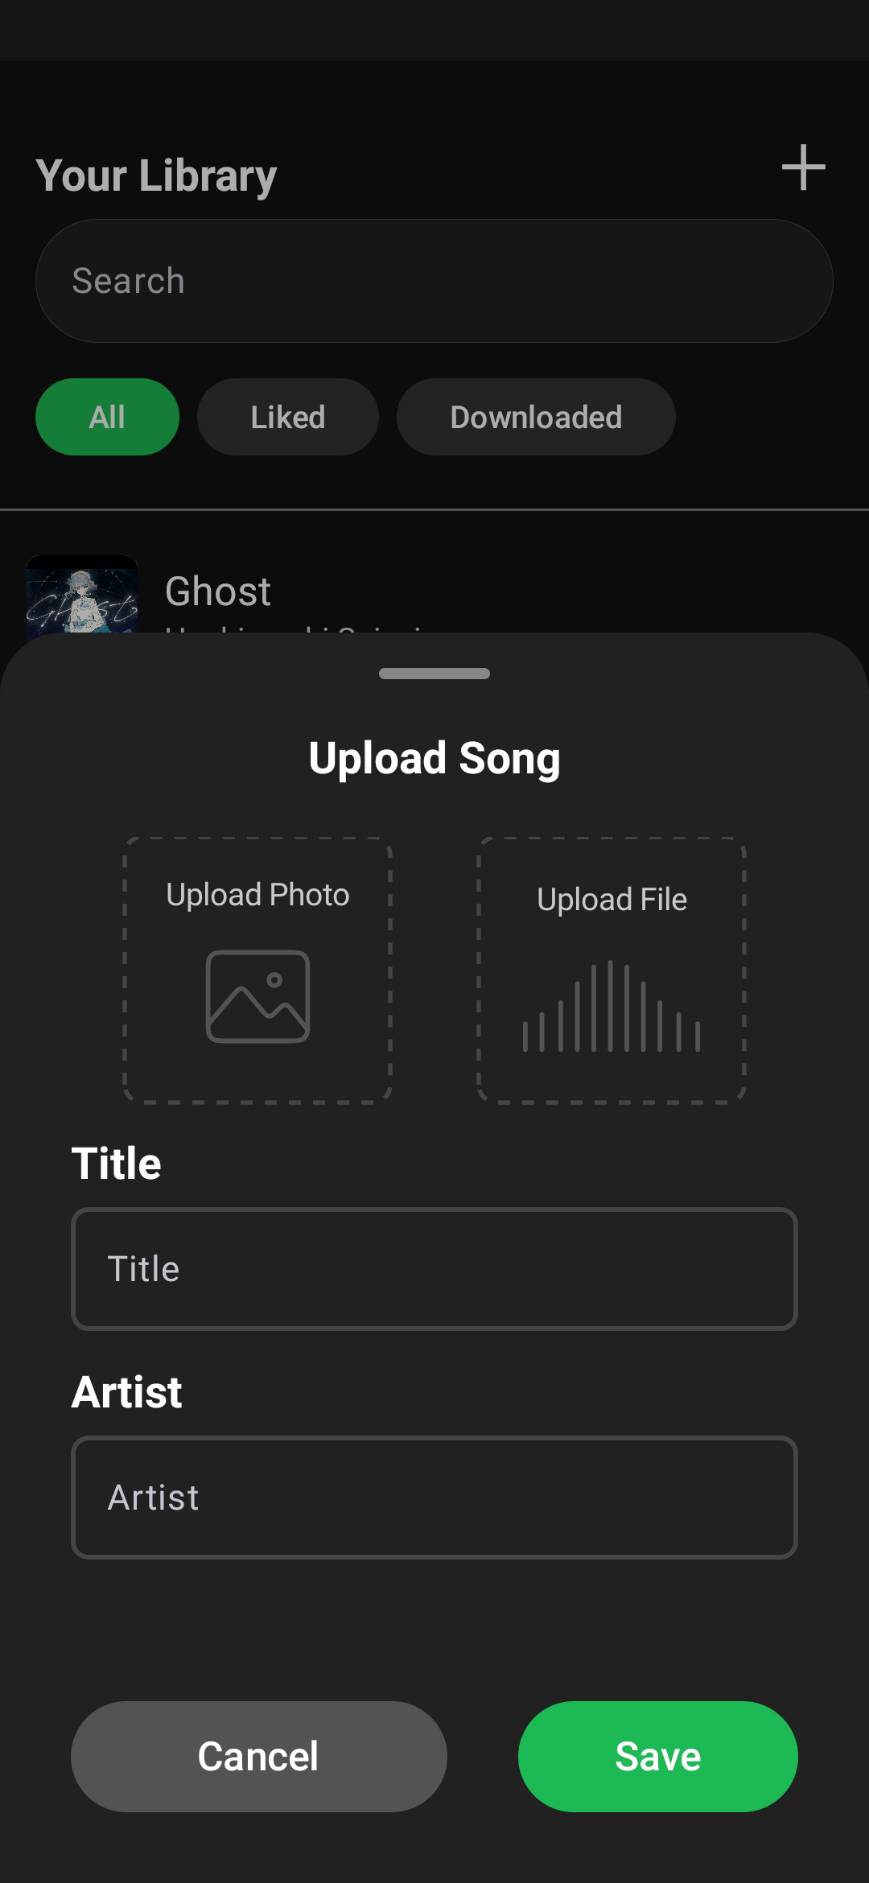 Your Library
Search
All
Liked
Downloaded
Ghost
Ghost
Upload Song
Upload Photo
Upload File
Title
Title
Artist
Artist
Cancel
Save